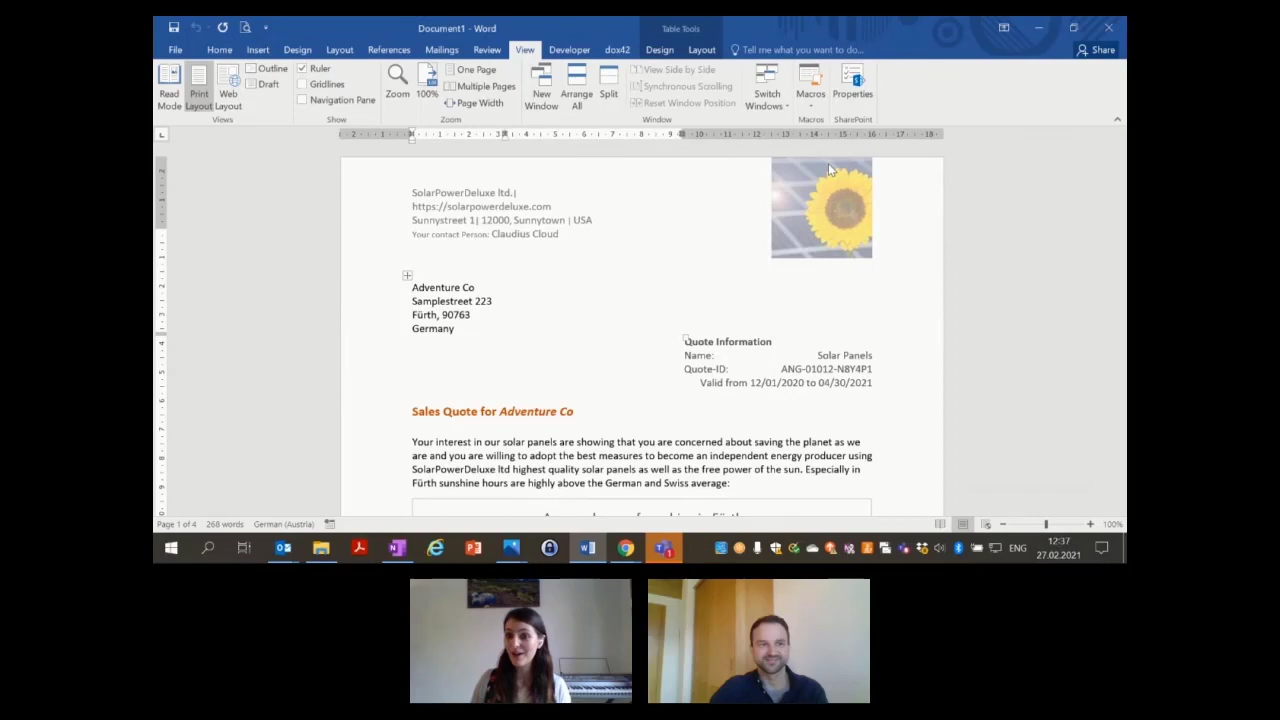 Document1 - Word
Table Tools
File Home Insert Design Layout References Mailings Review View Developer dox42 Design Layout Tell me what you want to do... Share
Read Mode
Print Layout
Web Layout
Outline
Draft
Views
Ruler
Gridlines
Navigation Pane
Show
Zoom
100%
One Page
Multiple Pages
Page Width
Zoom
New Window
Arrange All
Split
View Side by Side
Synchronous Scrolling
Reset Window Position
Window
Switch Windows
Macros
Macros
Properties
SharePoint
SolarPowerDeluxe ltd.|
https://solarpowerdeluxe.com
Sunnystreet 1| 12000, Sunnytown | USA
Your contact Person: Claudius Cloud
Adventure Co
Samplestreet 223
Fürth, 90763
Germany
Quote Information
Name: Solar Panels
Quote-ID: ANG-01012-N8Y4P1
Valid from 12/01/2020 to 04/30/2021
Sales Quote for Adventure Co
Your interest in our solar panels are showing that you are concerned about saving the planet as we
are and you are willing to adopt the best measures to become an independent energy producer using
SolarPowerDeluxe ltd highest quality solar panels as well as the free power of the sun. Especially in
Fürth sunshine hours are highly above the German and Swiss average:
Page 1 of 4 268 words German (Austria) 100%
ENG
12:37
27.02.2021